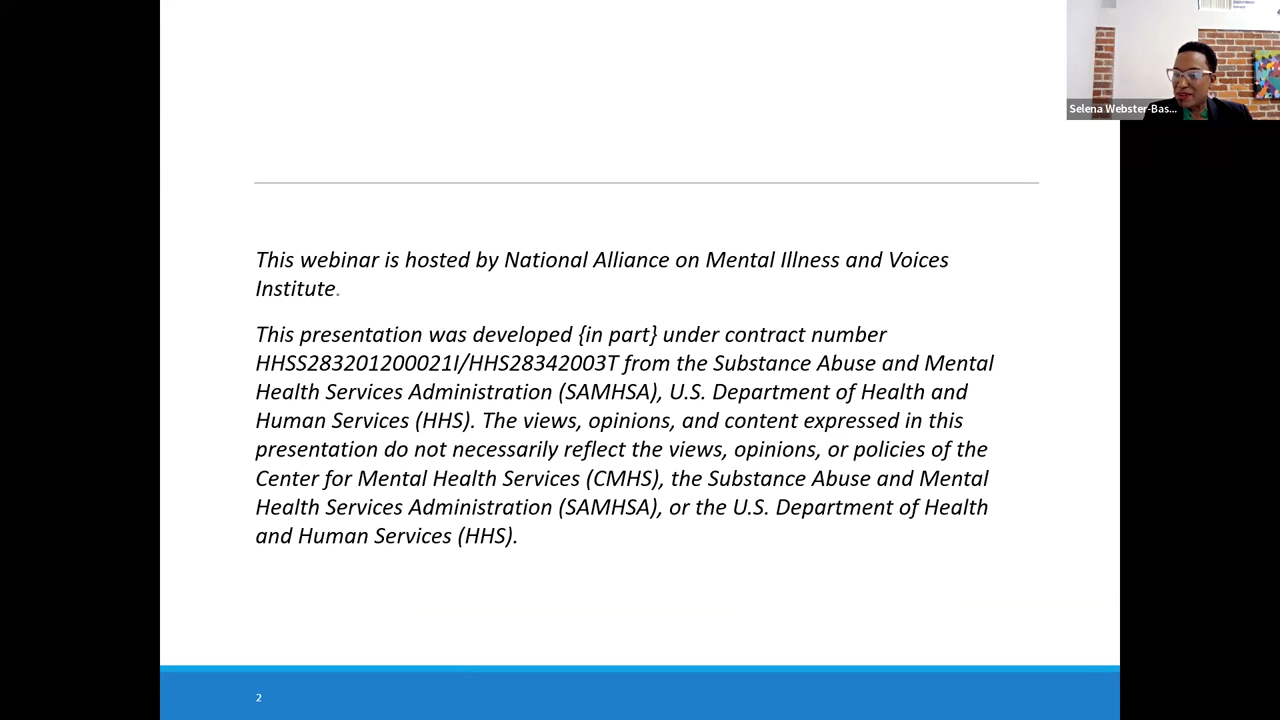 Selena Webster-Bas...
This webinar is hosted by National Alliance on Mental Illness and Voices
Institute.
This presentation was developed {in part} under contract number
HHSS283201200021I/HHS28342003T from the Substance Abuse and Mental
Health Services Administration (SAMHSA), U.S. Department of Health and
Human Services (HHS). The views, opinions, and content expressed in this
presentation do not necessarily reflect the views, opinions, or policies of the
Center for Mental Health Services (CMHS), the Substance Abuse and Mental
Health Services Administration (SAMHSA), or the U.S. Department of Health
and Human Services (HHS).
2